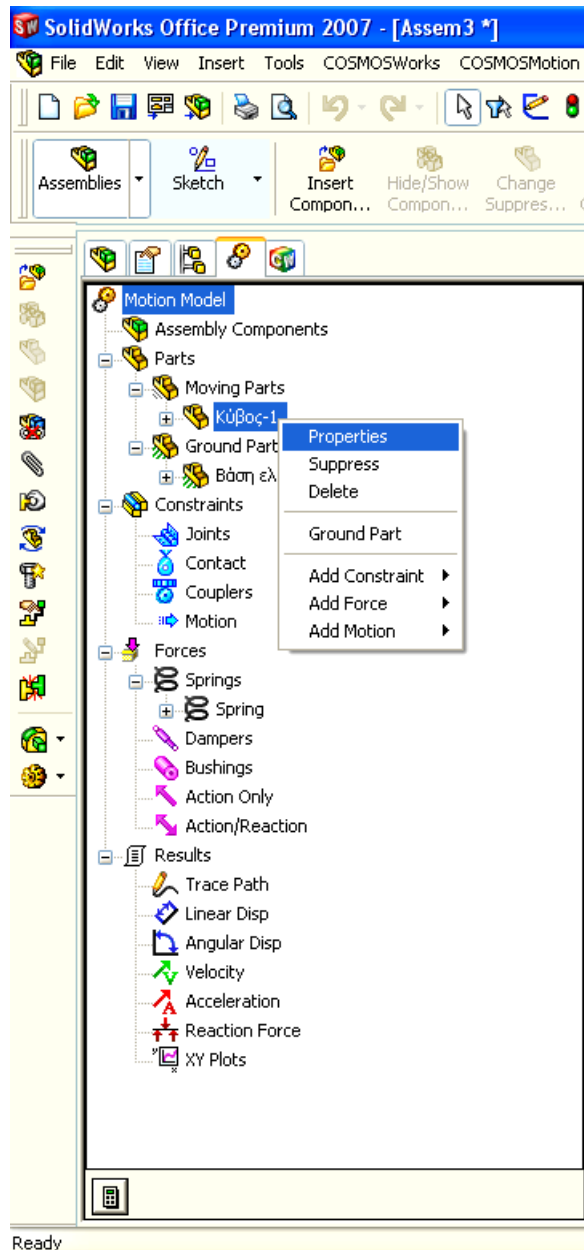 SolidWorks Office Premium 2007 - [Assem3 *]
File Edit View Insert Tools COSMOSWorks COSMOSMotion
Assemblies Sketch Insert Compon... Hide/Show Compon... Change Suppres...
Motion Model
Assembly Components
Parts
Moving Parts
Κύβος-1
Properties
Ground Part
Suppress
Βάση ελ
Delete
Constraints
Ground Part
Joints
Contact
Add Constraint
Couplers
Add Force
Motion
Add Motion
Forces
Springs
Spring
Dampers
Bushings
Action Only
Action/Reaction
Results
Trace Path
Linear Disp
Angular Disp
Velocity
Acceleration
Reaction Force
XY Plots
Ready